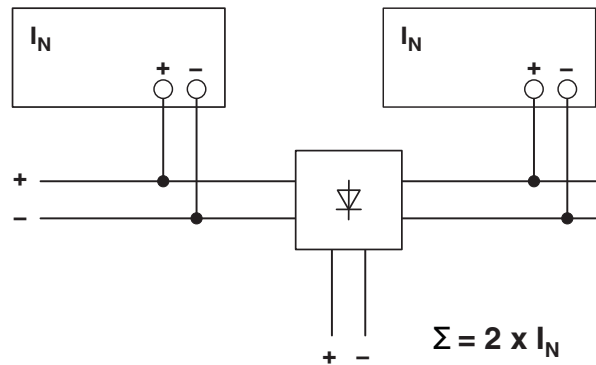 I_N
I_N
+ −
+ −
+
−
+ −
Σ = 2 x I_N